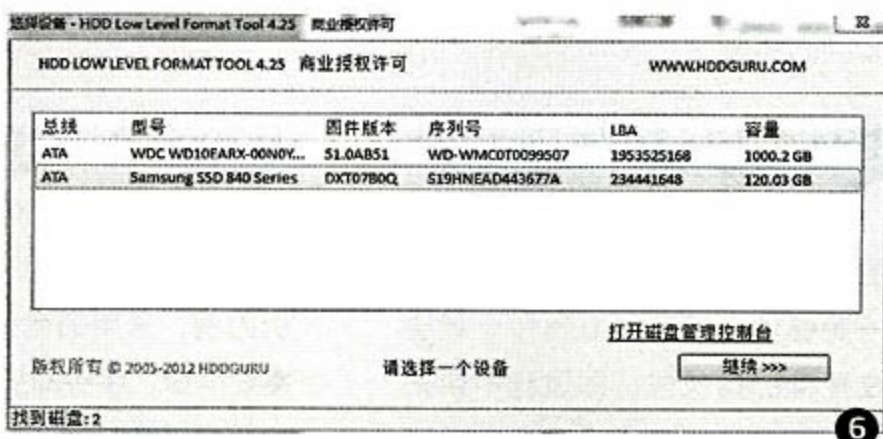 选择设备 - HDD Low Level Format Tool 4.25 商业授权许可
HDD LOW LEVEL FORMAT TOOL 4.25 商业授权许可 WWW.HDDGURU.COM
总线 型号 固件版本 序列号 LBA 容量
ATA WDC WD10EARX-00N0Y... 51.0AB51 WD-WMC0T0099507 1953525168 1000.2 GB
ATA Samsung SSD 840 Series DXT07B0Q S19HNEAD443677A 234441648 120.03 GB
打开磁盘管理控制台
版权所有 © 2005-2012 HDDGURU 请选择一个设备 继续 >>>
找到磁盘: 2
6